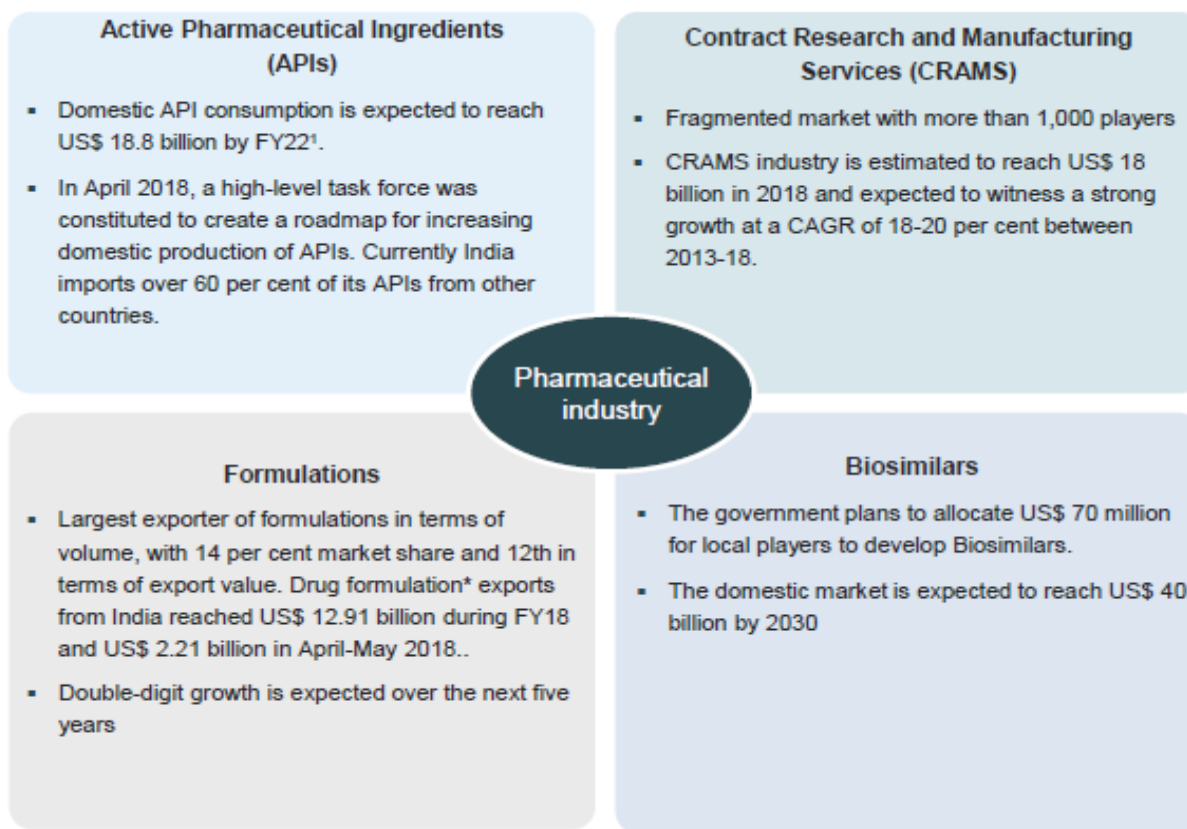 Active Pharmaceutical Ingredients
(APIs)
▪ Domestic API consumption is expected to reach
US$ 18.8 billion by FY22¹.
▪ In April 2018, a high-level task force was
constituted to create a roadmap for increasing
domestic production of APIs. Currently India
imports over 60 per cent of its APIs from other
countries.
Contract Research and Manufacturing
Services (CRAMS)
▪ Fragmented market with more than 1,000 players
▪ CRAMS industry is estimated to reach US$ 18
billion in 2018 and expected to witness a strong
growth at a CAGR of 18-20 per cent between
2013-18.
Pharmaceutical
industry
Formulations
▪ Largest exporter of formulations in terms of
volume, with 14 per cent market share and 12th in
terms of export value. Drug formulation* exports
from India reached US$ 12.91 billion during FY18
and US$ 2.21 billion in April-May 2018..
▪ Double-digit growth is expected over the next five
years
Biosimilars
▪ The government plans to allocate US$ 70 million
for local players to develop Biosimilars.
▪ The domestic market is expected to reach US$ 40
billion by 2030